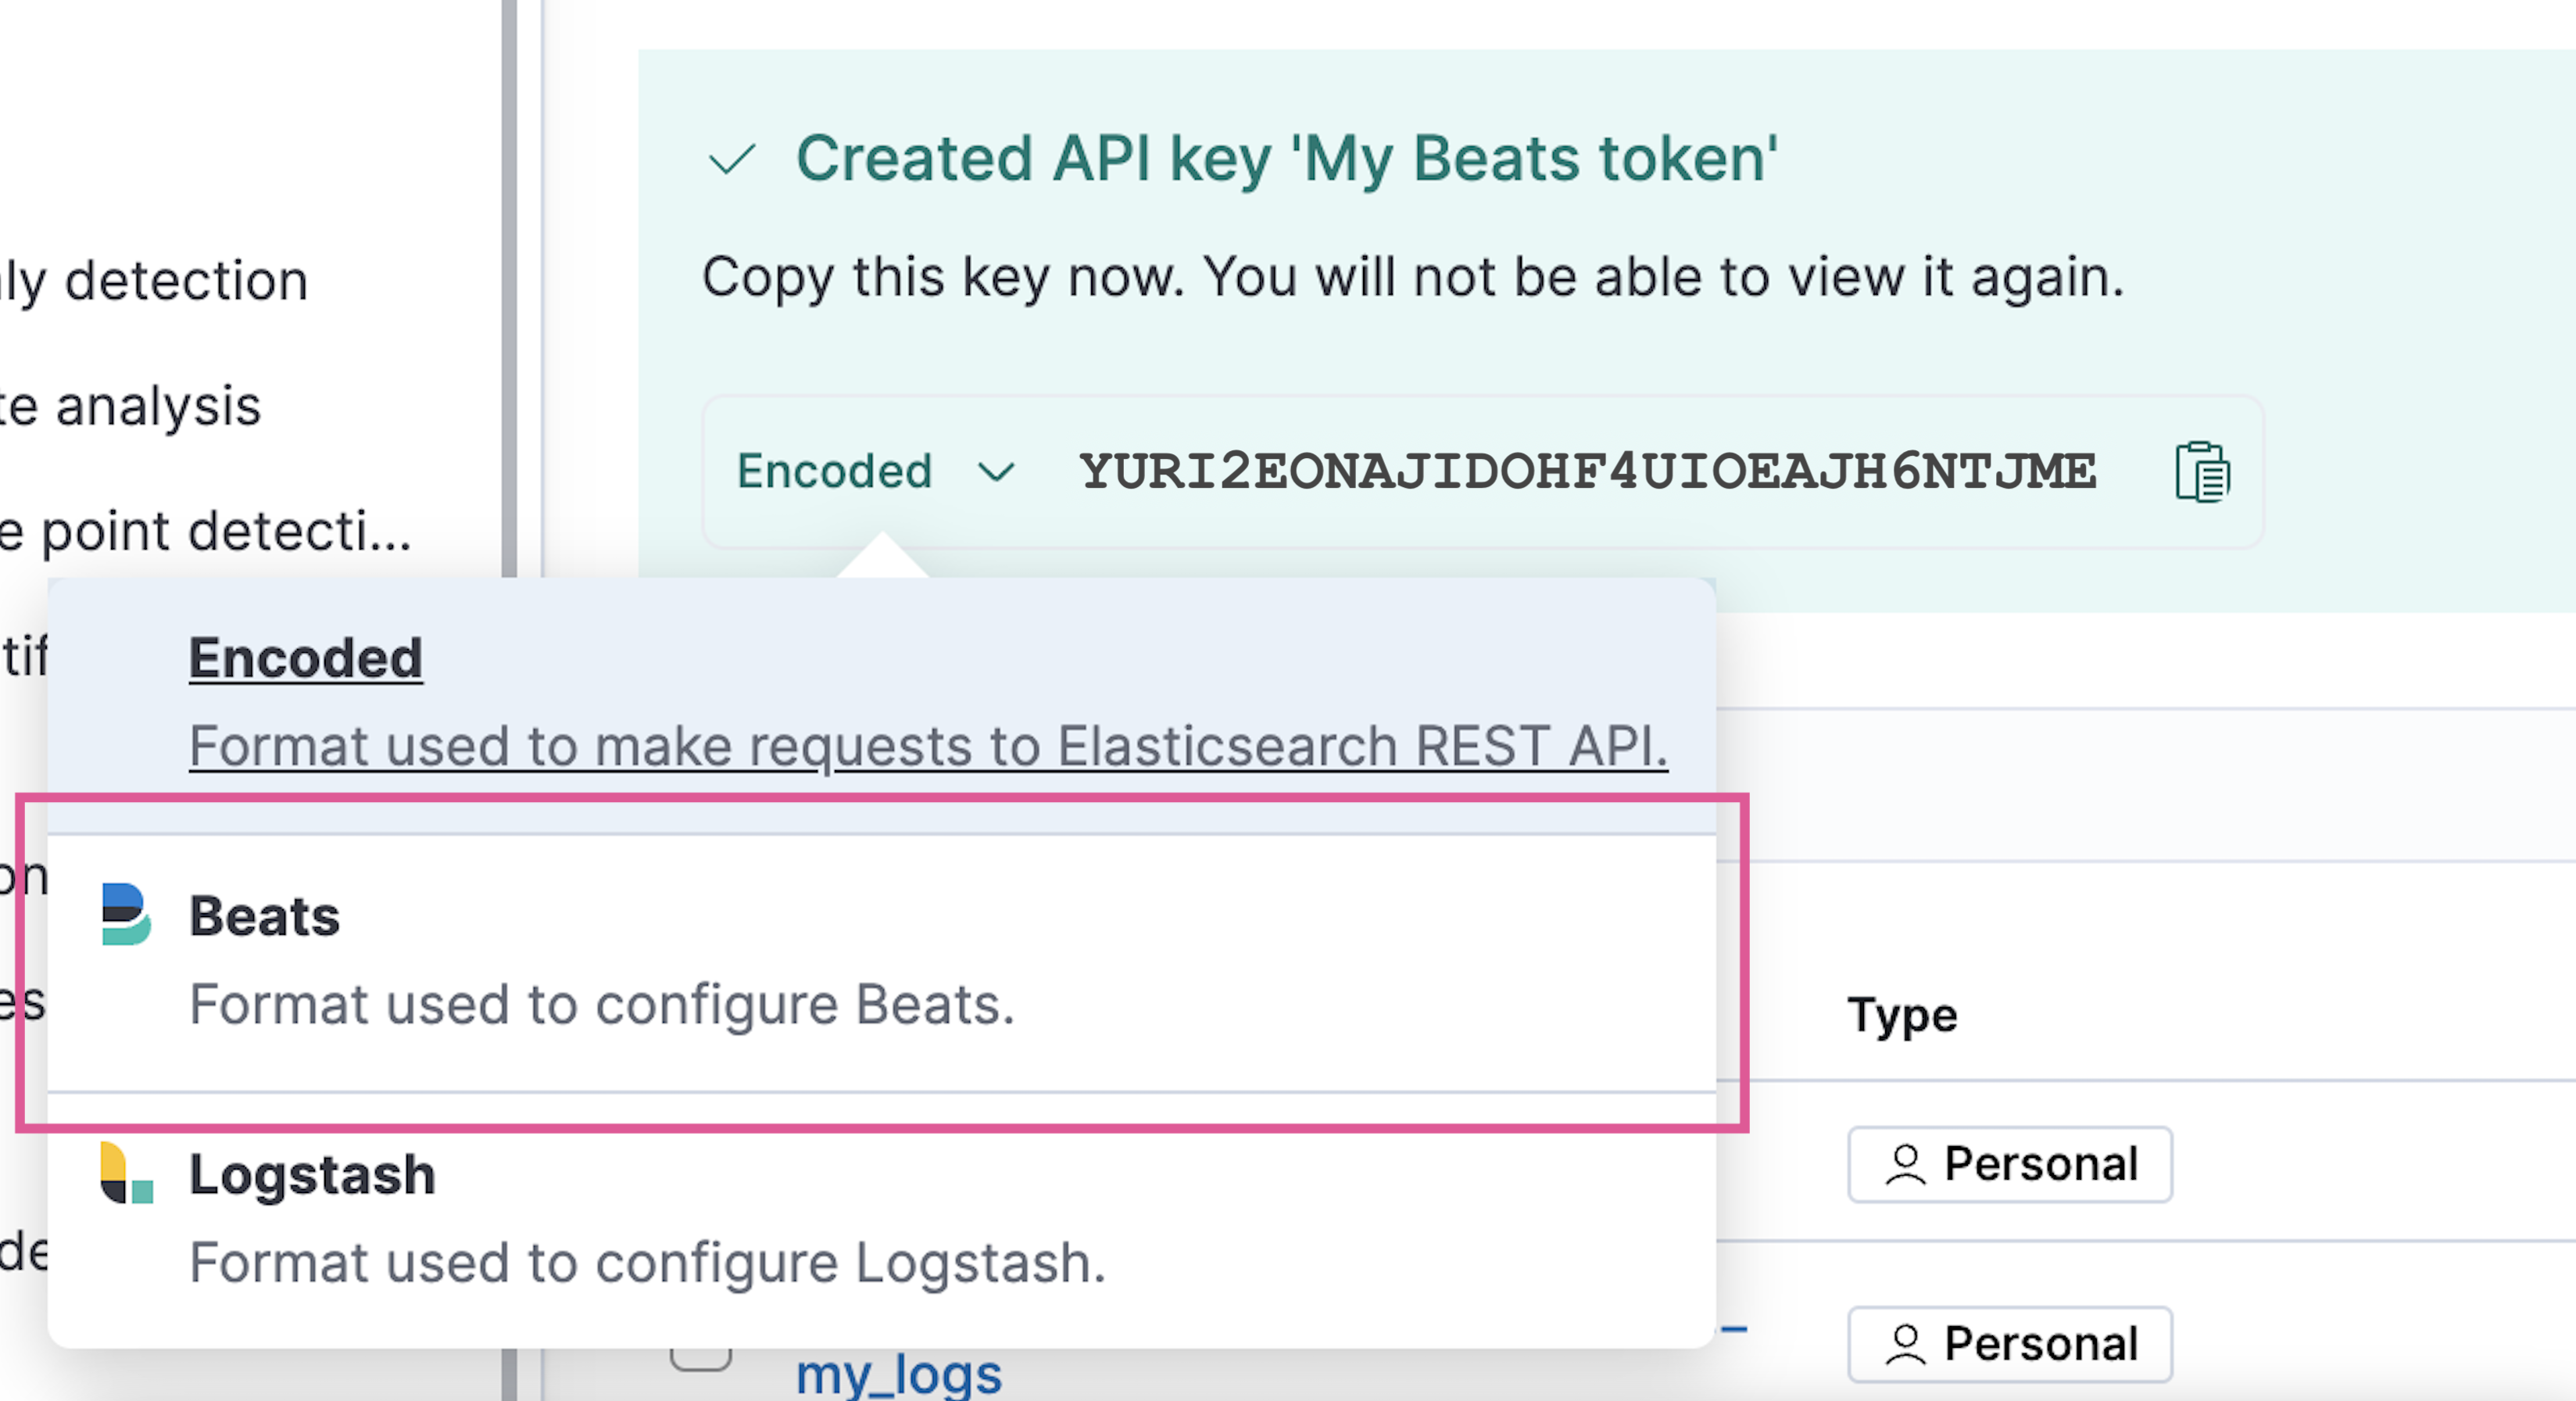 Created API key 'My Beats token'
Copy this key now. You will not be able to view it again.
Encoded YURI2EONAJIDOHF4UIOEAJH6NTJME
ly detection
te analysis
e point detecti...
tif
on
es
de
Encoded
Format used to make requests to Elasticsearch REST API.
Beats
Format used to configure Beats.
Logstash
Format used to configure Logstash.
Type
Personal
Personal
my_logs